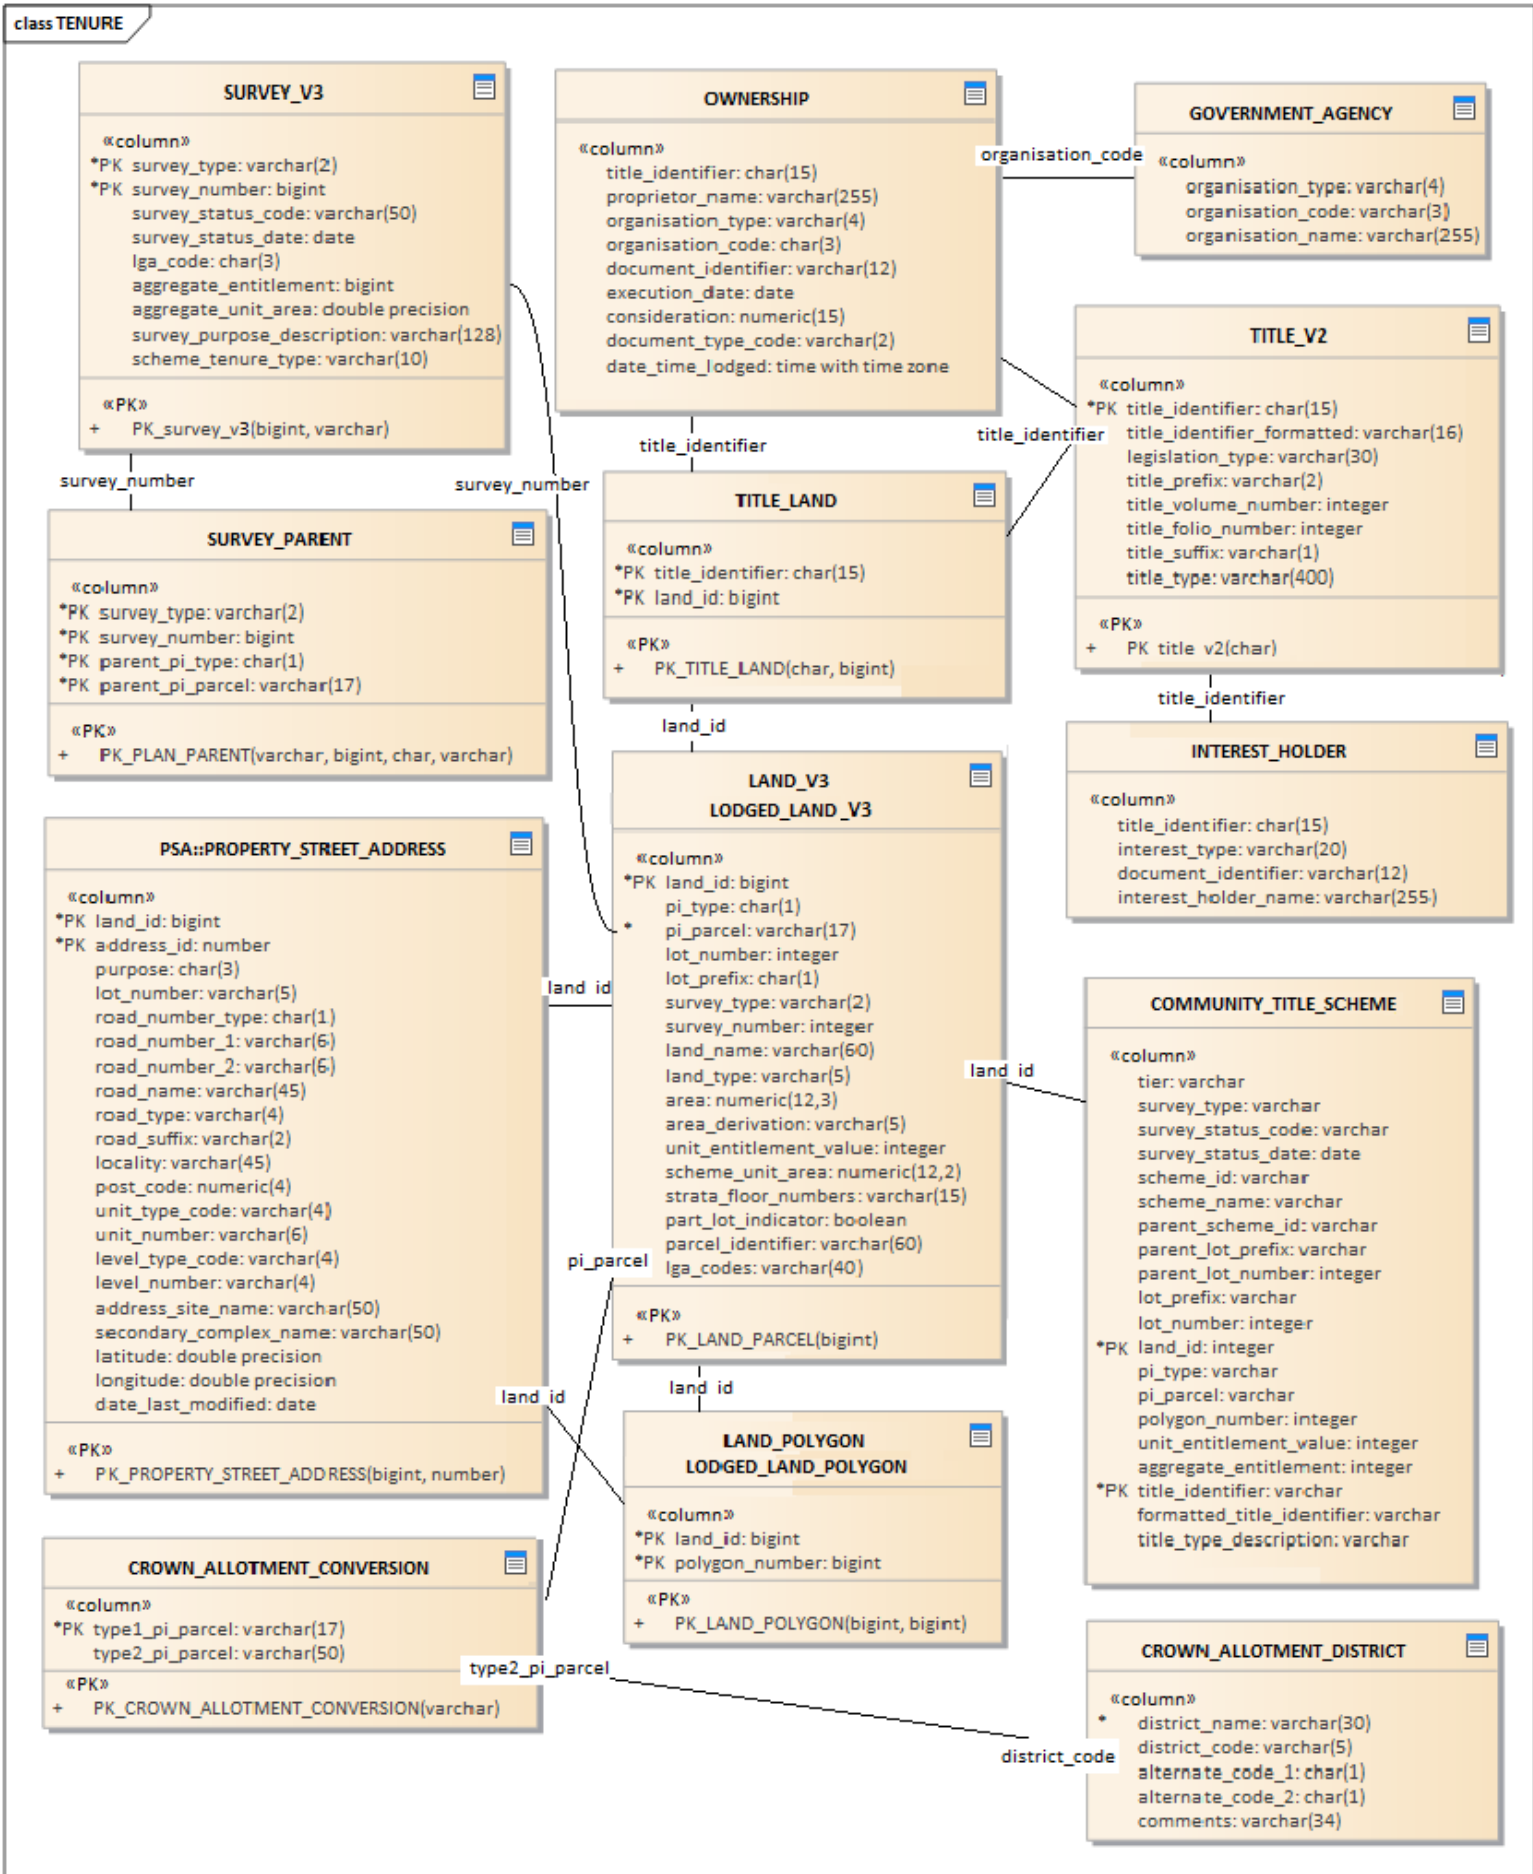 class TENURE
SURVEY_V3
«column»
*PK survey_type: varchar(2)
*PK survey_number: bigint
survey_status_code: varchar(50)
survey_status_date: date
lga_code: char(3)
aggregate_entitlement: bigint
aggregate_unit_area: double precision
survey_purpose_description: varchar(128)
scheme_tenure_type: varchar(10)
«PK»
+ PK_survey_v3(bigint, varchar)
OWNERSHIP
«column»
title_identifier: char(15)
proprietor_name: varchar(255)
organisation_type: varchar(4)
organisation_code: char(3)
document_identifier: varchar(12)
execution_date: date
consideration: numeric(15)
document_type_code: varchar(2)
date_time_lodged: time with time zone
organisation_code
GOVERNMENT_AGENCY
«column»
organisation_type: varchar(4)
organisation_code: varchar(3)
organisation_name: varchar(255)
TITLE_V2
«column»
*PK title_identifier: char(15)
title_identifier_formatted: varchar(16)
legislation_type: varchar(30)
title_prefix: varchar(2)
title_volume_number: integer
title_folio_number: integer
title_suffix: varchar(1)
title_type: varchar(400)
«PK»
+ PK title v2(char)
title_identifier
title_identifier
survey_number
survey_number
SURVEY_PARENT
«column»
*PK survey_type: varchar(2)
*PK survey_number: bigint
*PK parent_pi_type: char(1)
*PK parent_pi_parcel: varchar(17)
«PK»
+ PK_PLAN_PARENT(varchar, bigint, char, varchar)
TITLE_LAND
«column»
*PK title_identifier: char(15)
*PK land_id: bigint
«PK»
+ PK_TITLE_LAND(char, bigint)
title_identifier
INTEREST_HOLDER
«column»
title_identifier: char(15)
interest_type: varchar(20)
document_identifier: varchar(12)
interest_holder_name: varchar(255)
land_id
LAND_V3
LODGED_LAND_V3
«column»
*PK land_id: bigint
pi_type: char(1)
* pi_parcel: varchar(17)
lot_number: integer
lot_prefix: char(1)
survey_type: varchar(2)
survey_number: integer
land_name: varchar(60)
land_type: varchar(5)
area: numeric(12,3)
area_derivation: varchar(5)
unit_entitlement_value: integer
scheme_unit_area: numeric(12,2)
strata_floor_numbers: varchar(15)
part_lot_indicator: boolean
parcel_identifier: varchar(60)
lga_codes: varchar(40)
«PK»
+ PK_LAND_PARCEL(bigint)
PSA::PROPERTY_STREET_ADDRESS
«column»
*PK land_id: bigint
*PK address_id: number
purpose: char(3)
lot_number: varchar(5)
road_number_type: char(1)
road_number_1: varchar(6)
road_number_2: varchar(6)
road_name: varchar(45)
road_type: varchar(4)
road_suffix: varchar(2)
locality: varchar(45)
post_code: numeric(4)
unit_type_code: varchar(4)
unit_number: varchar(6)
level_type_code: varchar(4)
level_number: varchar(4)
address_site_name: varchar(50)
secondary_complex_name: varchar(50)
latitude: double precision
longitude: double precision
date_last_modified: date
«PK»
+ PK_PROPERTY_STREET_ADDRESS(bigint, number)
land id
land id
COMMUNITY_TITLE_SCHEME
«column»
tier: varchar
survey_type: varchar
survey_status_code: varchar
survey_status_date: date
scheme_id: varchar
scheme_name: varchar
parent_scheme_id: varchar
parent_lot_prefix: varchar
parent_lot_number: integer
lot_prefix: varchar
lot_number: integer
*PK land_id: integer
pi_type: varchar
pi_parcel: varchar
polygon_number: integer
unit_entitlement_value: integer
aggregate_entitlement: integer
*PK title_identifier: varchar
formatted_title_identifier: varchar
title_type_description: varchar
pi_parcel
land id
land_id
LAND_POLYGON
LODGED_LAND_POLYGON
«column»
*PK land_id: bigint
*PK polygon_number: bigint
«PK»
+ PK_LAND_POLYGON(bigint, bigint)
CROWN_ALLOTMENT_CONVERSION
«column»
*PK type1_pi_parcel: varchar(17)
type2_pi_parcel: varchar(50)
«PK»
+ PK_CROWN_ALLOTMENT_CONVERSION(varchar)
type2_pi_parcel
district_code
CROWN_ALLOTMENT_DISTRICT
«column»
* district_name: varchar(30)
district_code: varchar(5)
alternate_code_1: char(1)
alternate_code_2: char(1)
comments: varchar(34)